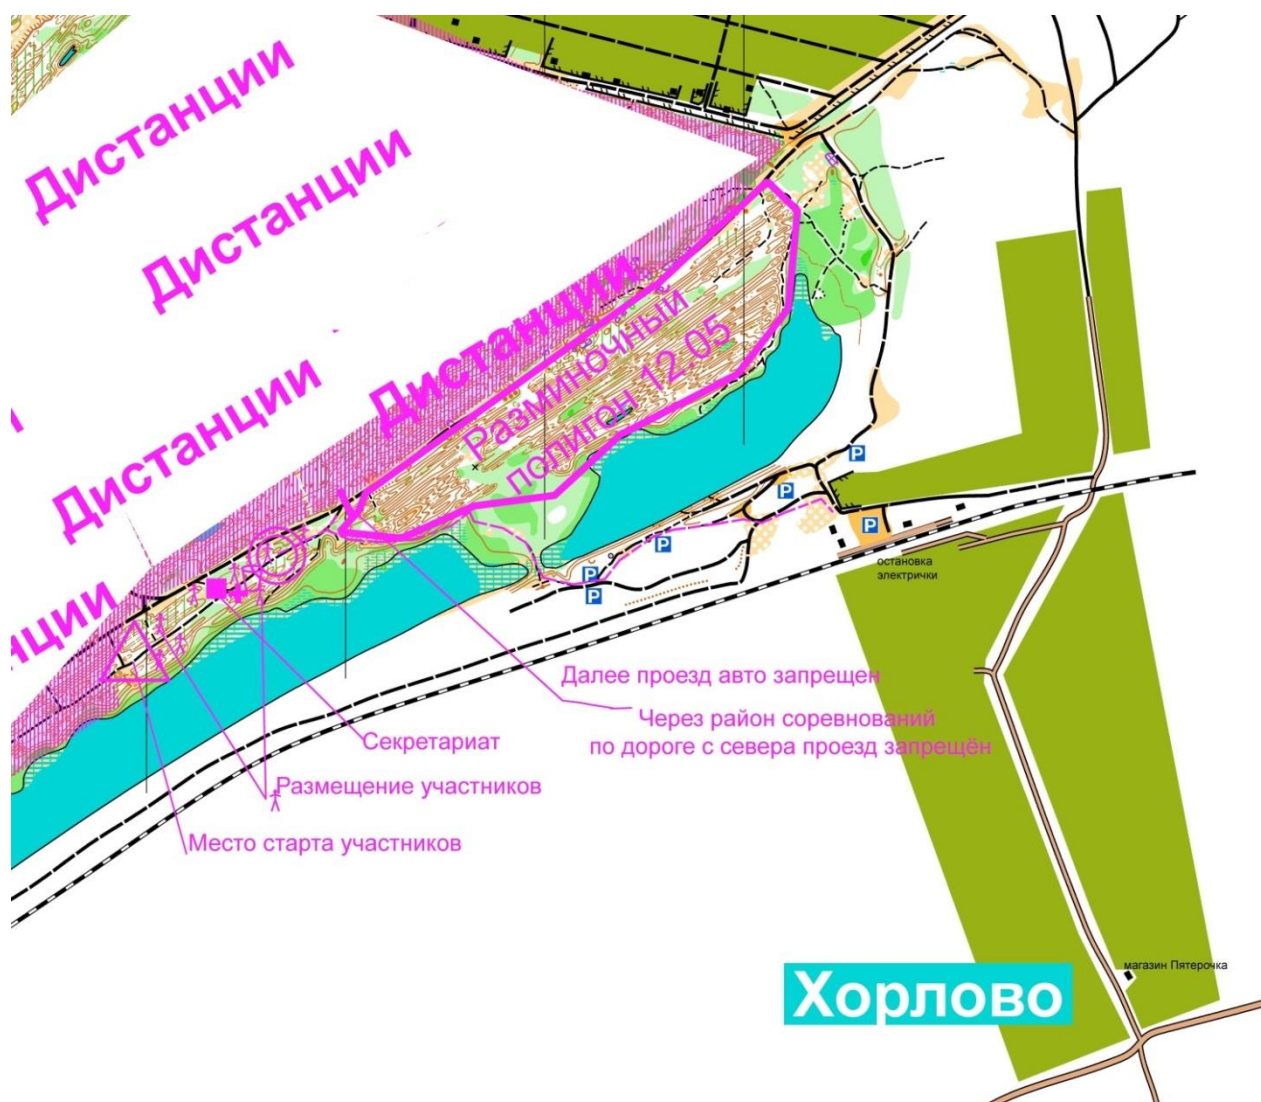 Дистанции
Дистанции
Дистанции
Дистанции
Разминочный
полигон 12.05
нции
и
P
P
P
P
P
P
остановка
электрички
Далее проезд авто запрещен
Через район соревнований
по дороге с севера проезд запрещён
Секретариат
Размещение участников
Место старта участников
магазин Пятерочка
Хорлово